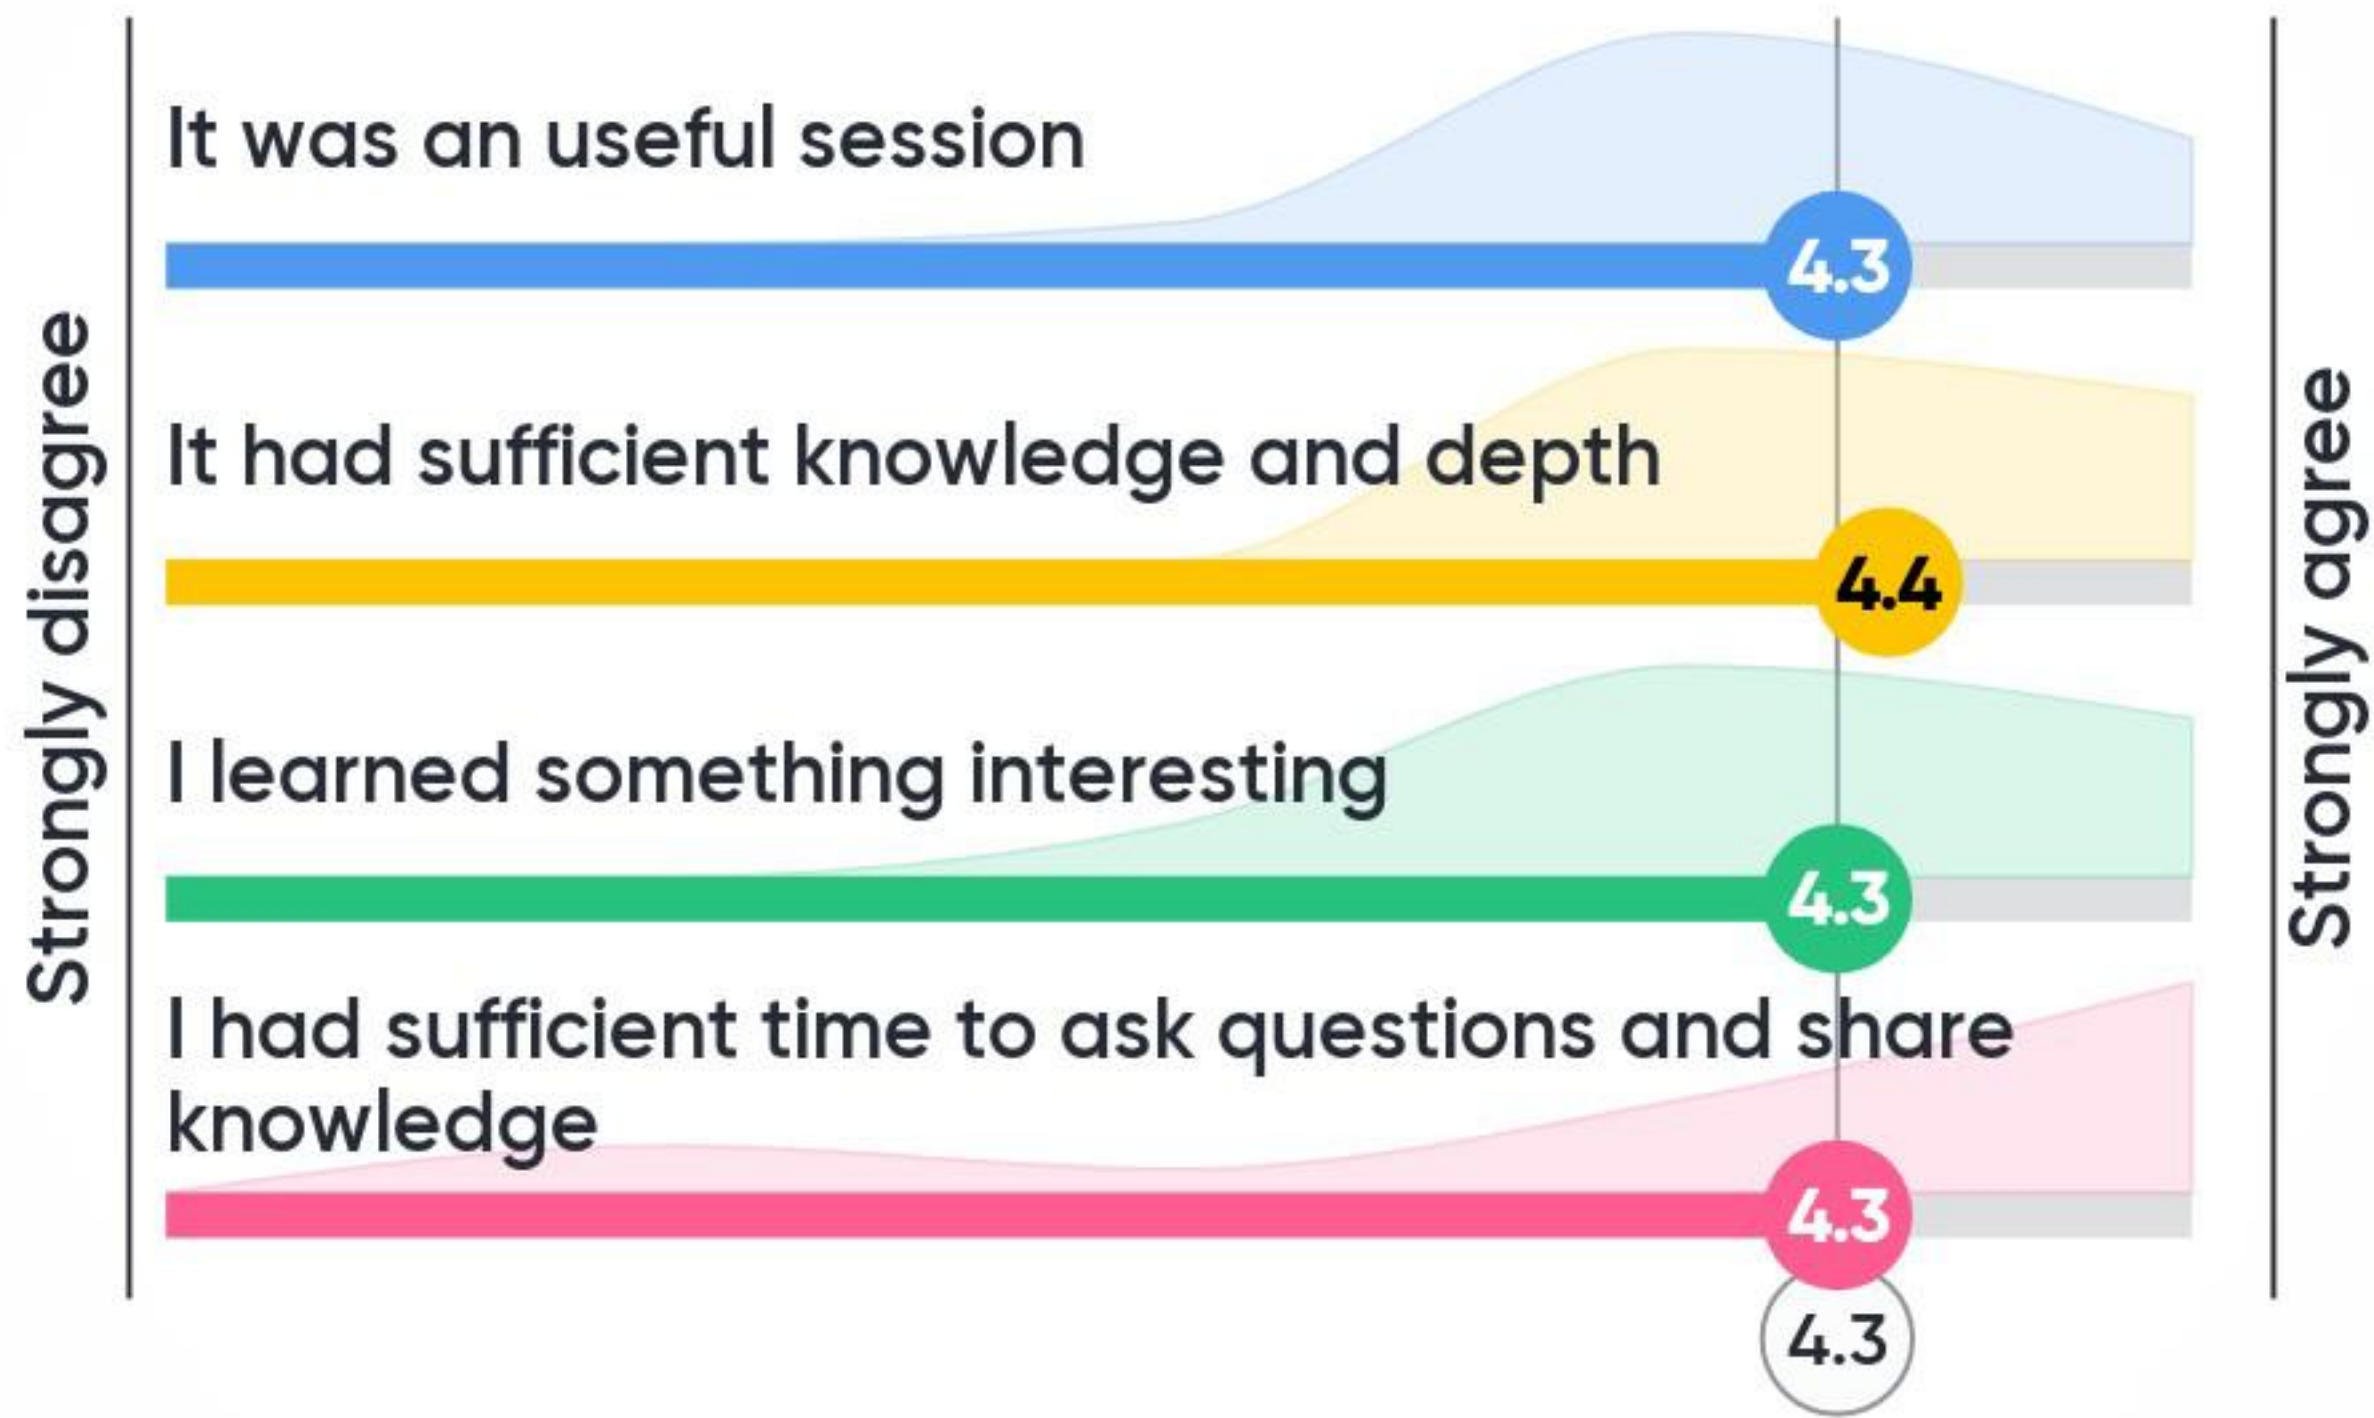 Strongly disagree
It was an useful session
4.3
It had sufficient knowledge and depth
4.4
I learned something interesting
4.3
I had sufficient time to ask questions and share
knowledge
4.3
4.3
Strongly agree